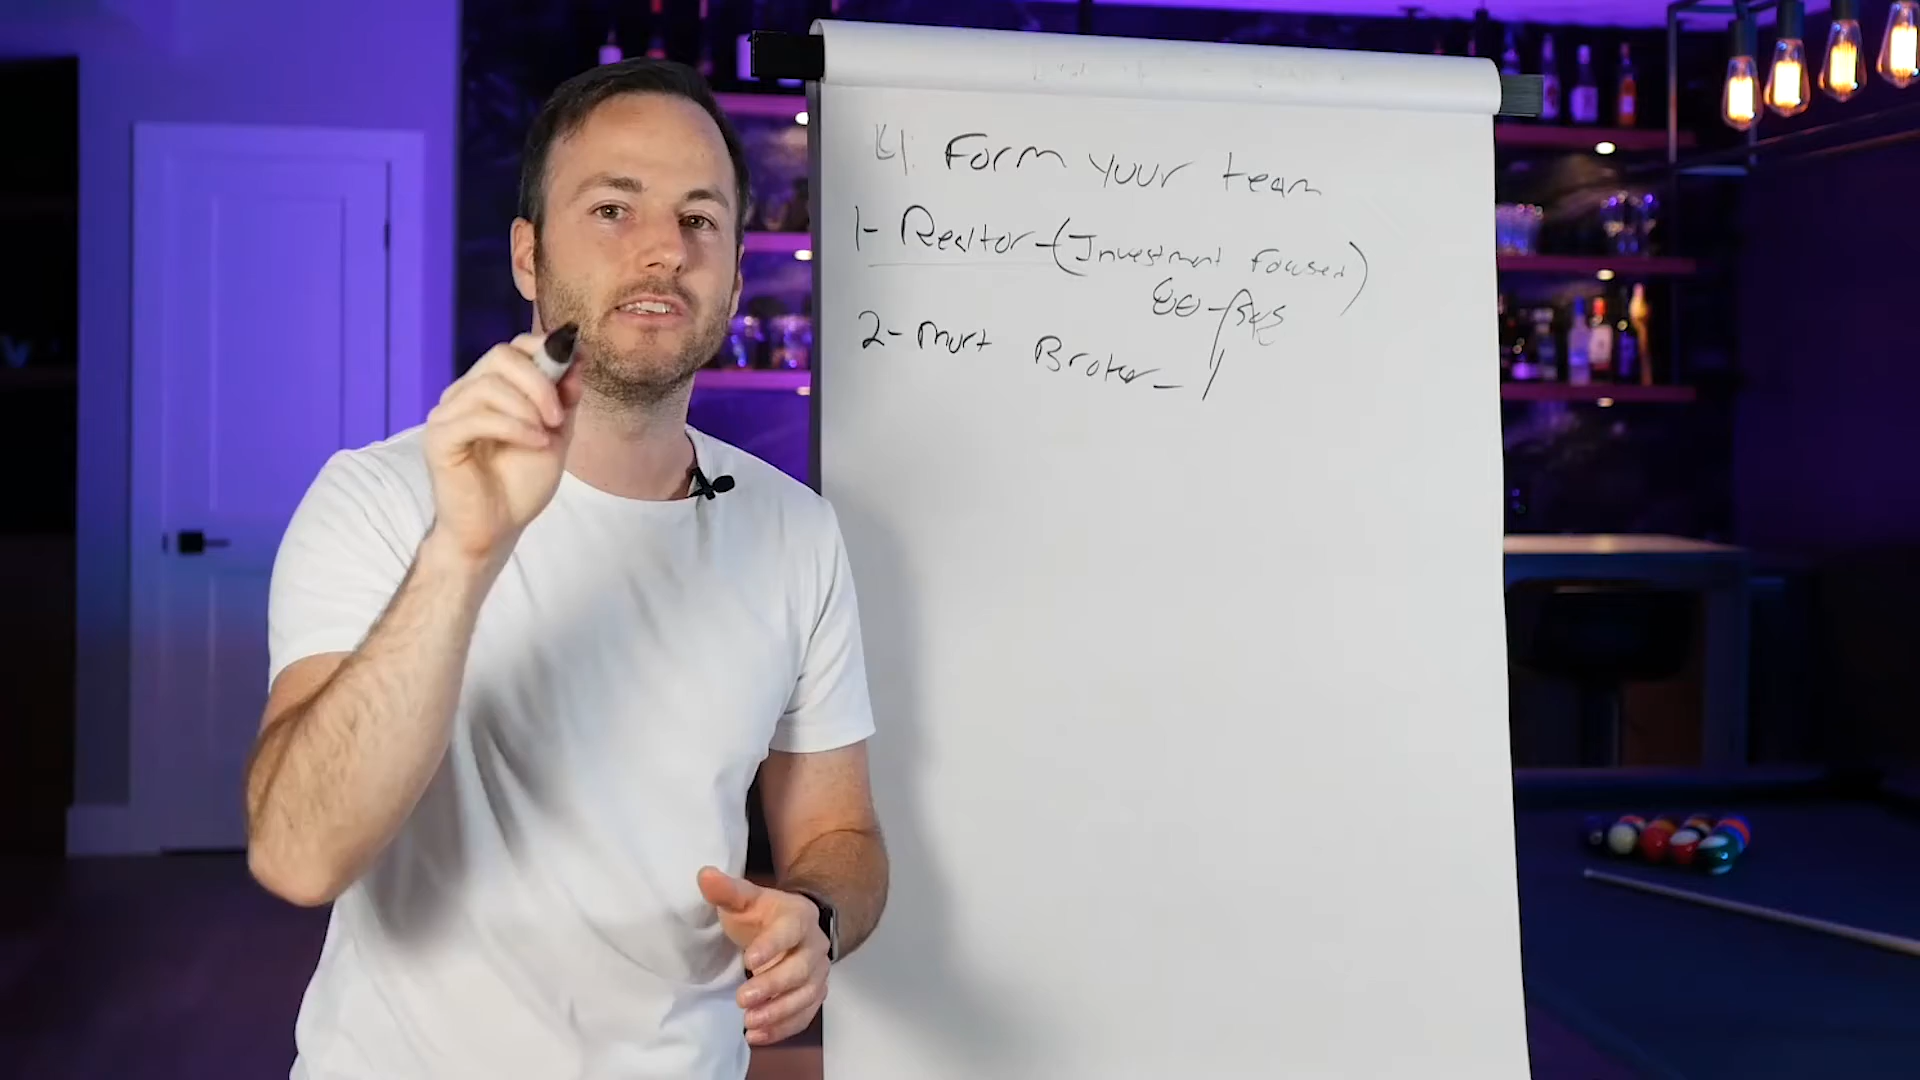 4. Form your team
1- Realtor - (Investment Focused)
2- Mort Broker -